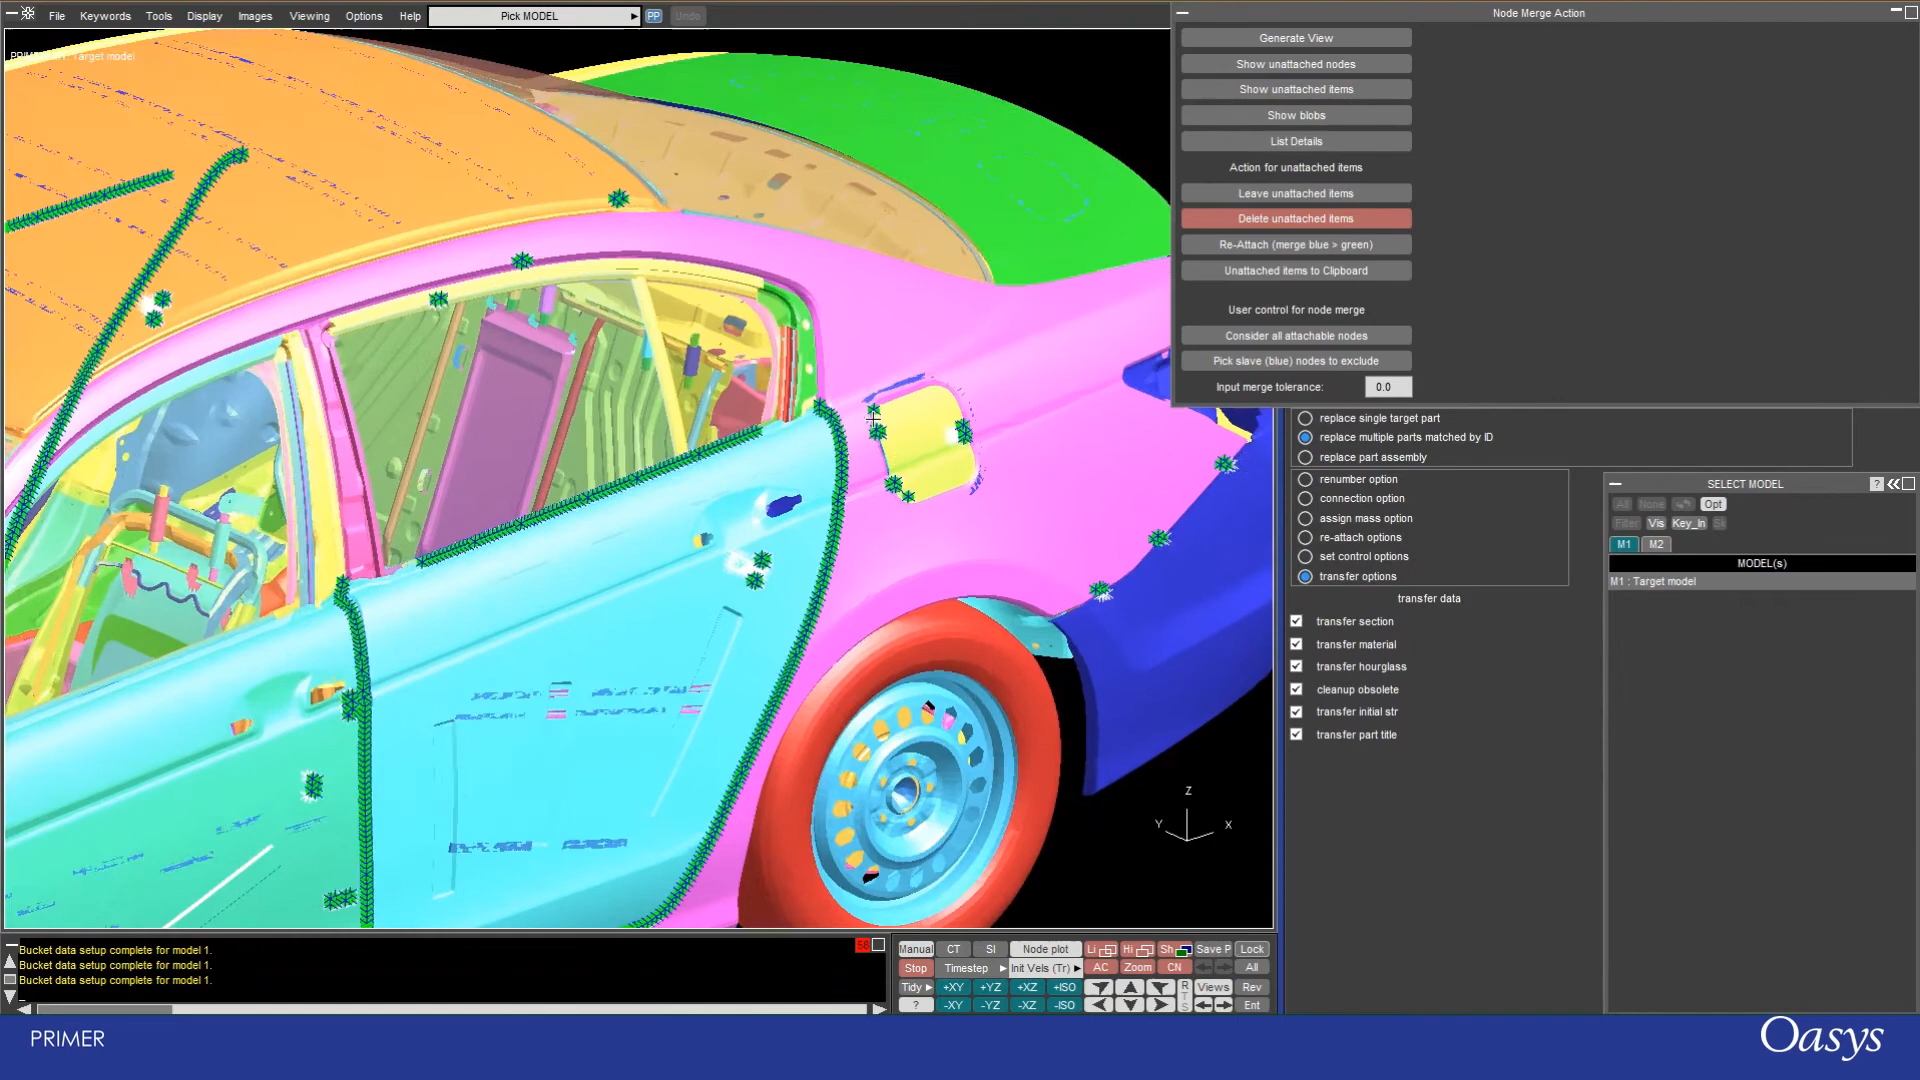 File Keywords Tools Display Images Viewing Options Help Pick MODEL PP Undo
Target model
Node Merge Action
Generate View
Show unattached nodes
Show unattached items
Show blobs
List Details
Action for unattached items
Leave unattached items
Delete unattached items
Re-Attach (merge blue > green)
Unattached items to Clipboard
User control for node merge
Consider all attachable nodes
Pick slave (blue) nodes to exclude
Input merge tolerance: 0.0
replace single target part
replace multiple parts matched by ID
replace part assembly
renumber option
connection option
assign mass option
re-attach options
set control options
transfer options
transfer data
transfer section
transfer material
transfer hourglass
cleanup obsolete
transfer initial str
transfer part title
SELECT MODEL ?
All None Opt
Filter Vis Key_In Sk
M1 M2
MODEL(s)
M1 : Target model
Z
Y X
Bucket data setup complete for model 1.
Bucket data setup complete for model 1.
Bucket data setup complete for model 1.
58
Manual CT SI Node plot Li Hi Sh Save P Lock
Stop Timestep Init Vels (Tr) AC Zoom CN All
Tidy +XY +YZ +XZ +ISO R T S Views Rev
? -XY -YZ -XZ -ISO Ent
PRIMER
Oasys